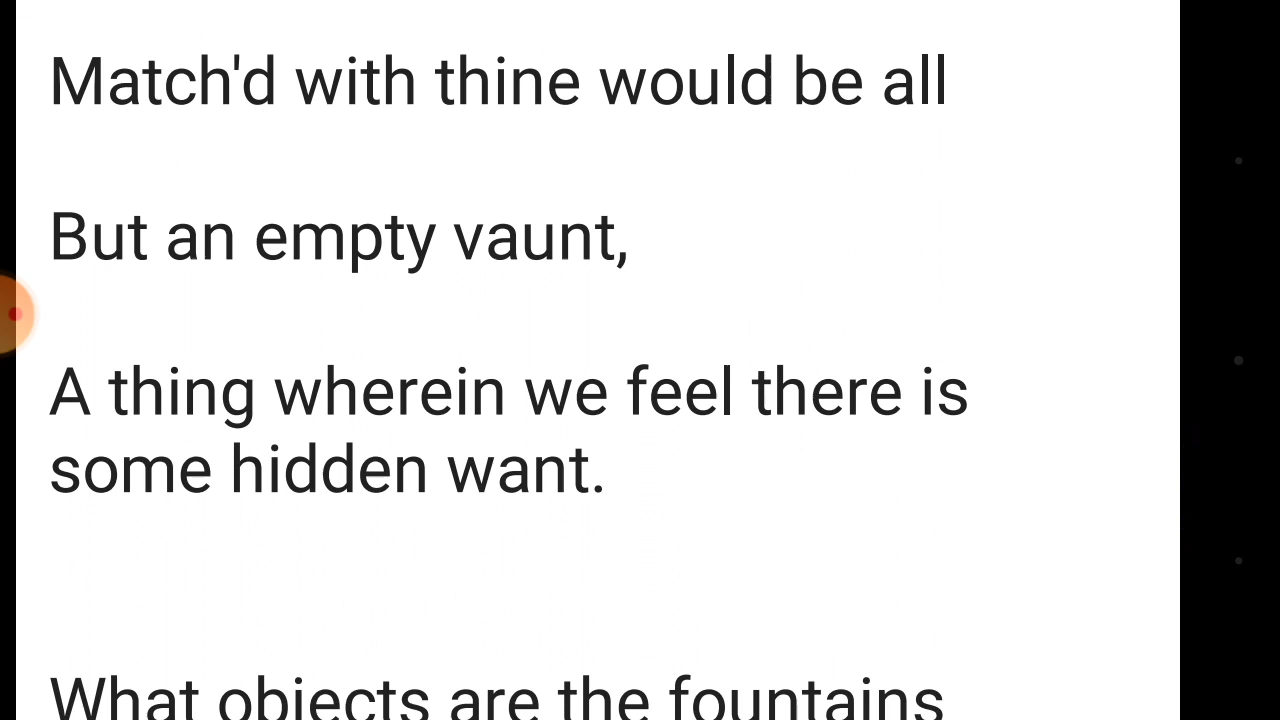 Match'd with thine would be all
But an empty vaunt,
A thing wherein we feel there is
some hidden want.
What objects are the fountains